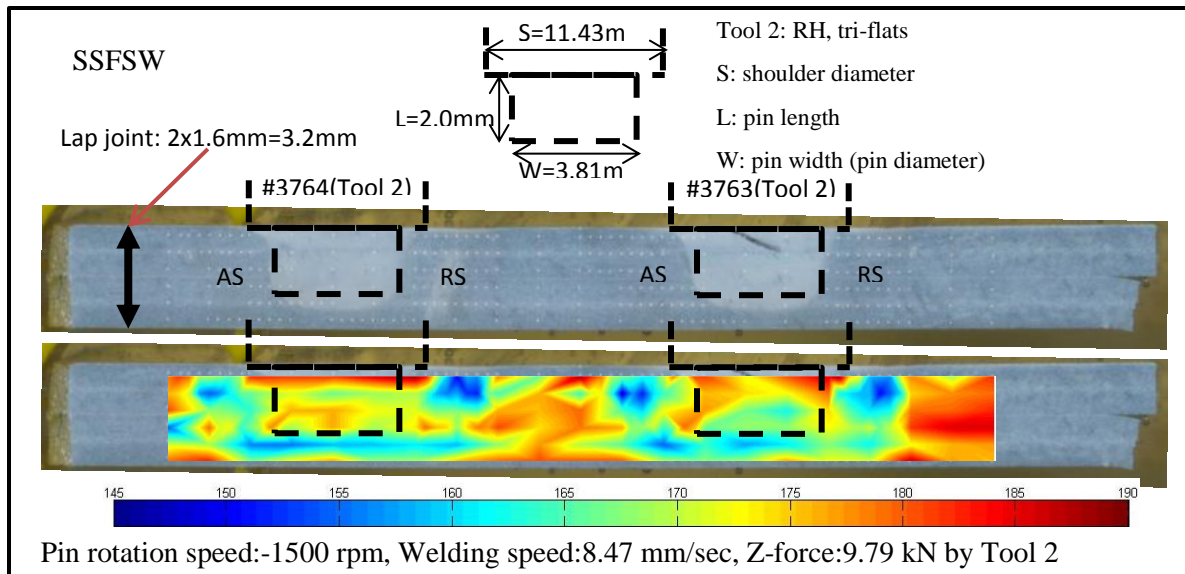 SSFSW
S=11.43m
L=2.0mm
W=3.81m
Tool 2: RH, tri-flats
S: shoulder diameter
L: pin length
W: pin width (pin diameter)
Lap joint: 2x1.6mm=3.2mm
#3764(Tool 2)
#3763(Tool 2)
AS RS AS RS
145 150 155 160 165 170 175 180 185 190
Pin rotation speed:-1500 rpm, Welding speed:8.47 mm/sec, Z-force:9.79 kN by Tool 2